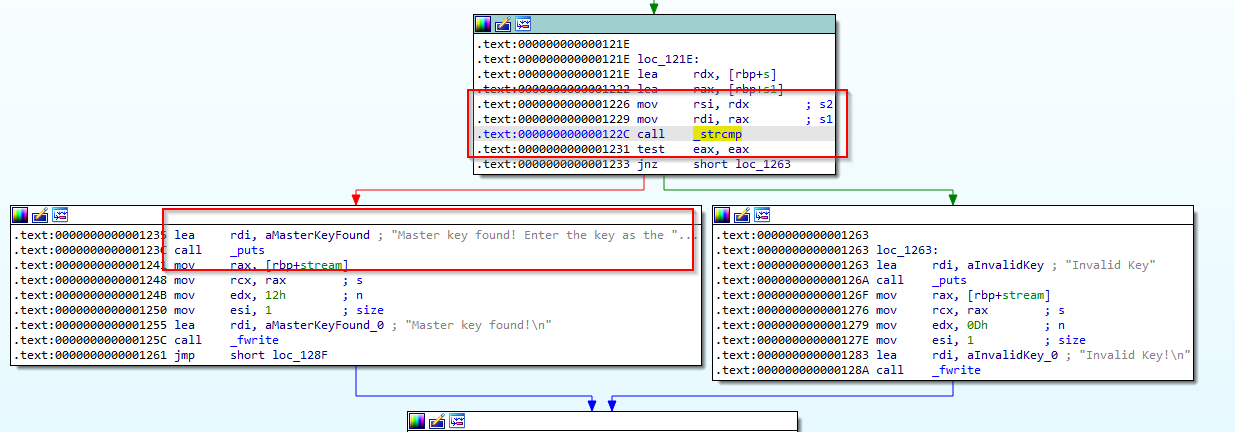 .text:000000000000121E
.text:000000000000121E loc_121E:
.text:000000000000121E lea rdx, [rbp+s]
.text:0000000000001222 lea rax, [rbp+s1]
.text:0000000000001226 mov rsi, rdx ; s2
.text:0000000000001229 mov rdi, rax ; s1
.text:000000000000122C call _strcmp
.text:0000000000001231 test eax, eax
.text:0000000000001233 jnz short loc_1263
.text:0000000000001235 lea rdi, aMasterKeyFound ; "Master key found! Enter the key as the "...
.text:000000000000123C call _puts
.text:0000000000001241 mov rax, [rbp+stream]
.text:0000000000001248 mov rcx, rax ; s
.text:000000000000124B mov edx, 12h ; n
.text:0000000000001250 mov esi, 1 ; size
.text:0000000000001255 lea rdi, aMasterKeyFound_0 ; "Master key found!\n"
.text:000000000000125C call _fwrite
.text:0000000000001261 jmp short loc_128F
.text:0000000000001263
.text:0000000000001263 loc_1263:
.text:0000000000001263 lea rdi, aInvalidKey ; "Invalid Key"
.text:000000000000126A call _puts
.text:000000000000126F mov rax, [rbp+stream]
.text:0000000000001276 mov rcx, rax ; s
.text:0000000000001279 mov edx, 0Dh ; n
.text:000000000000127E mov esi, 1 ; size
.text:0000000000001283 lea rdi, aInvalidKey_0 ; "Invalid Key!\n"
.text:000000000000128A call _fwrite